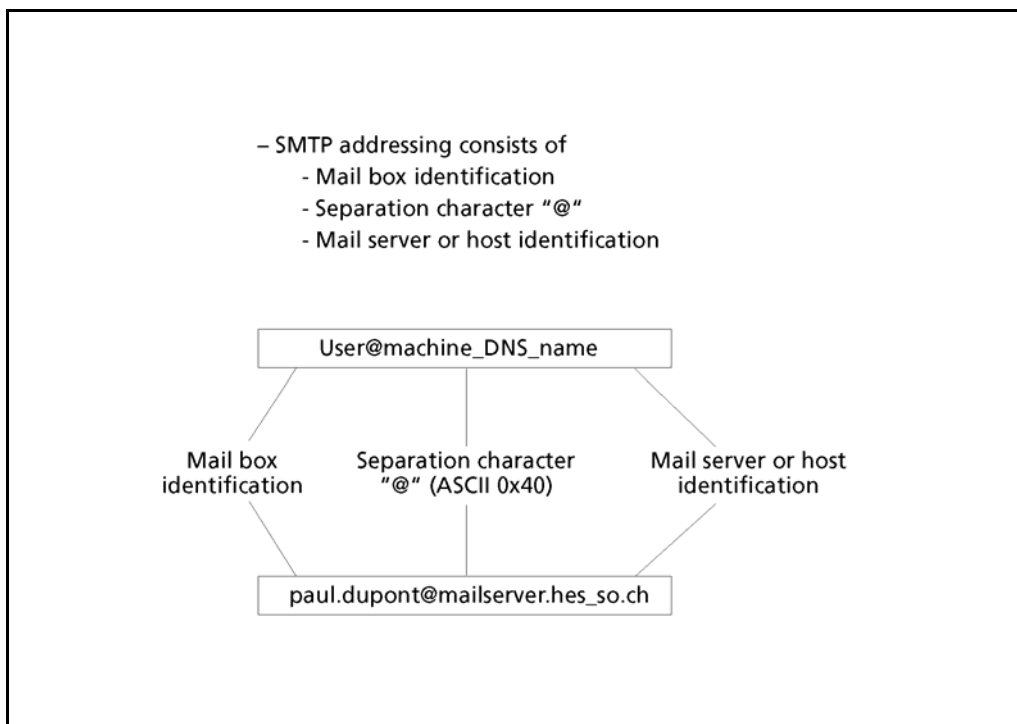 – SMTP addressing consists of
- Mail box identification
- Separation character "@"
- Mail server or host identification
User@machine_DNS_name
Mail box
identification
Separation character
"@" (ASCII 0x40)
Mail server or host
identification
paul.dupont@mailserver.hes_so.ch